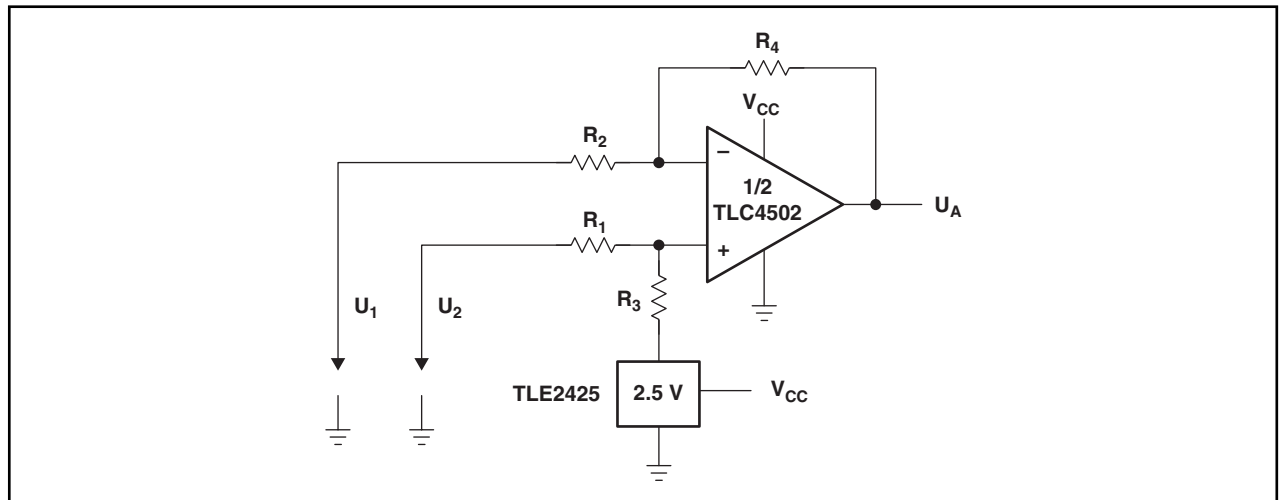 R4
VCC
R2
−
1/2
TLC4502
UA
R1
+
U1
U2
R3
TLE2425
2.5 V
VCC